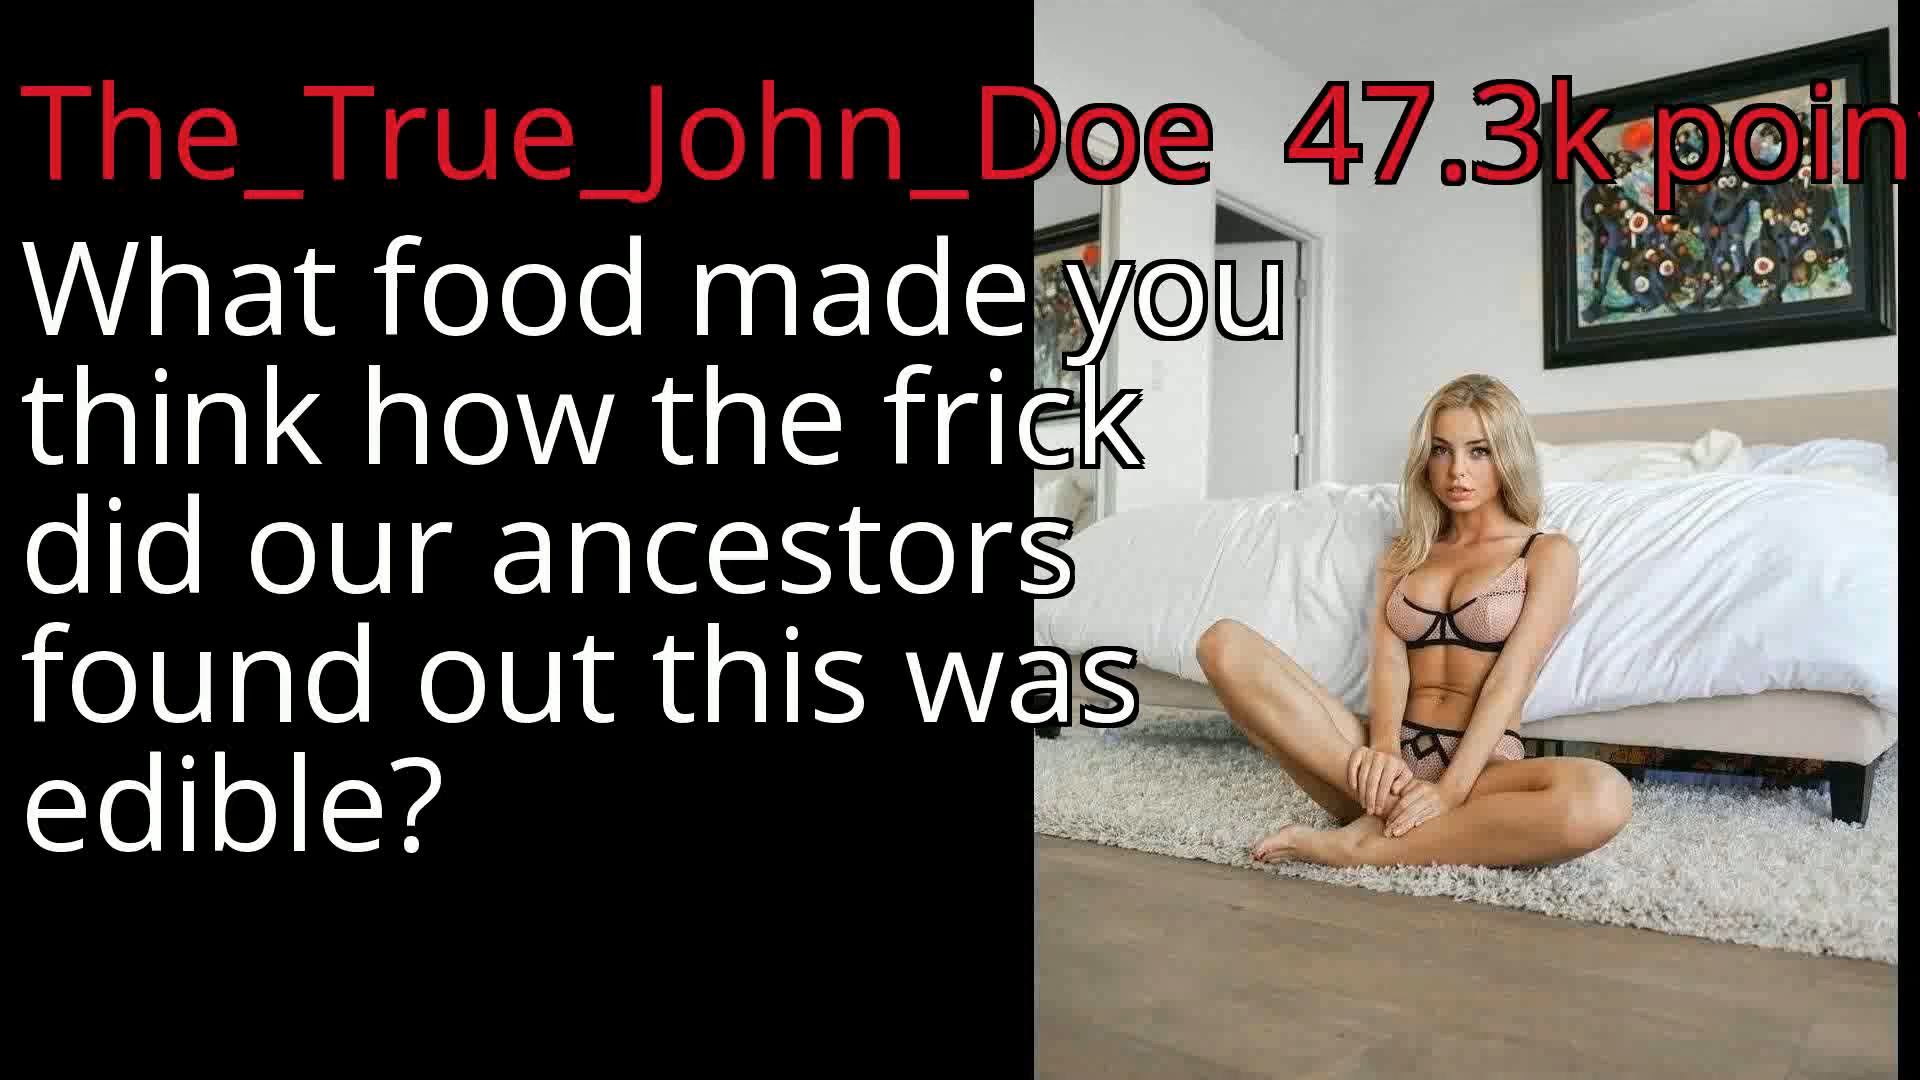 The_True_John_Doe 47.3k poin
What food made you
think how the frick
did our ancestors
found out this was
edible?